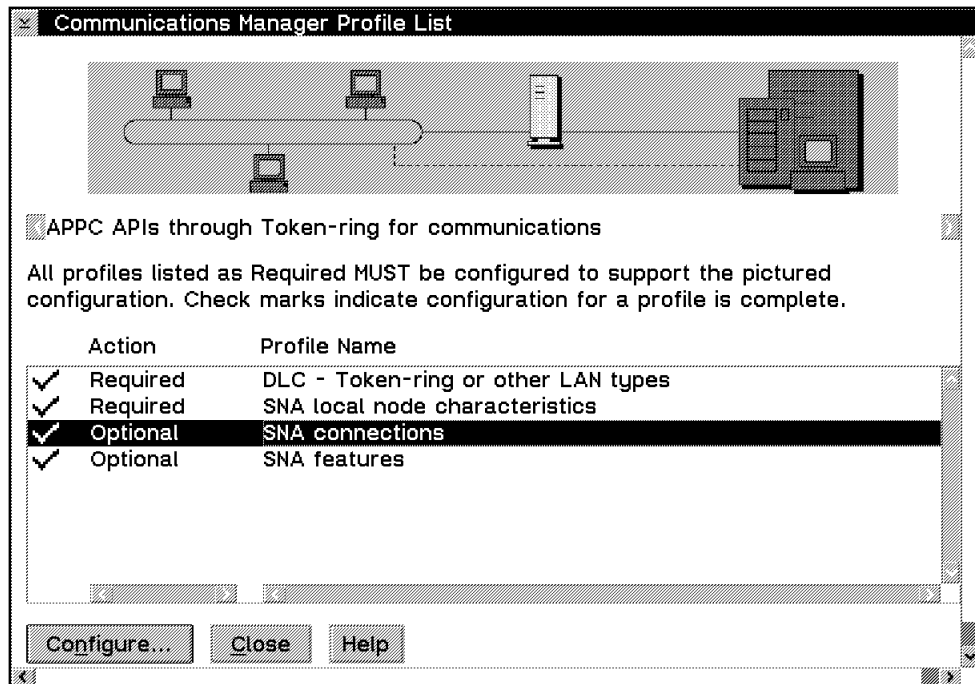 Communications Manager Profile List
APPC APIs through Token-ring for communications
All profiles listed as Required MUST be configured to support the pictured
configuration. Check marks indicate configuration for a profile is complete.
Action Profile Name
Required DLC - Token-ring or other LAN types
Required SNA local node characteristics
Optional SNA connections
Optional SNA features
Configure... Close Help